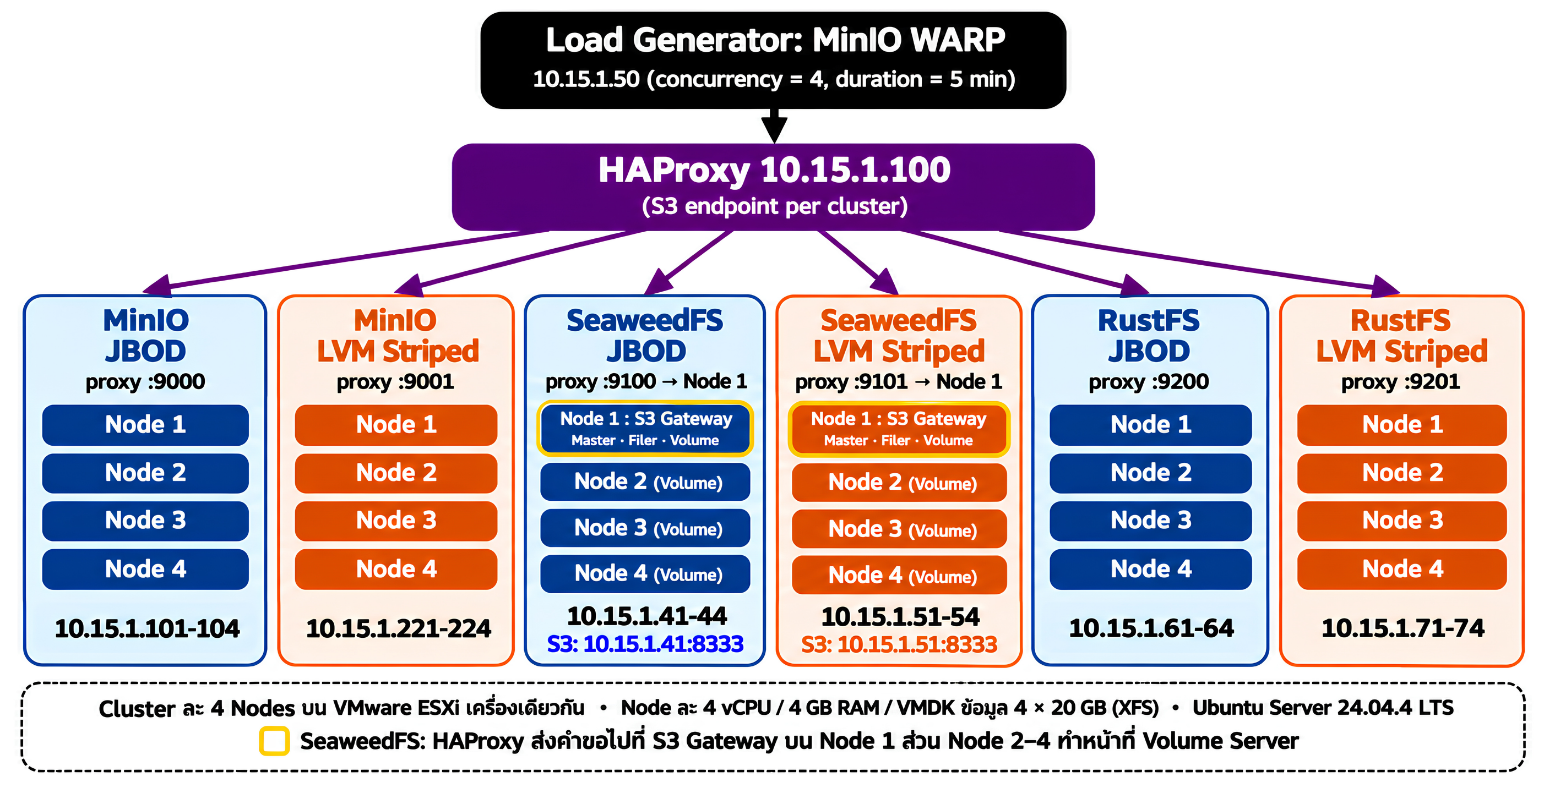 Load Generator: MinIO WARP
10.15.1.50 (concurrency = 4, duration = 5 min)
HAProxy 10.15.1.100
(S3 endpoint per cluster)
MinIO
JBOD
proxy :9000
Node 1
Node 2
Node 3
Node 4
10.15.1.101-104
MinIO
LVM Striped
proxy :9001
Node 1
Node 2
Node 3
Node 4
10.15.1.221-224
SeaweedFS
JBOD
proxy :9100 → Node 1
Node 1 : S3 Gateway
Master · Filer · Volume
Node 2 (Volume)
Node 3 (Volume)
Node 4 (Volume)
10.15.1.41-44
S3: 10.15.1.41:8333
SeaweedFS
LVM Striped
proxy :9101 → Node 1
Node 1 : S3 Gateway
Master · Filer · Volume
Node 2 (Volume)
Node 3 (Volume)
Node 4 (Volume)
10.15.1.51-54
S3: 10.15.1.51:8333
RustFS
JBOD
proxy :9200
Node 1
Node 2
Node 3
Node 4
10.15.1.61-64
RustFS
LVM Striped
proxy :9201
Node 1
Node 2
Node 3
Node 4
10.15.1.71-74
Cluster ละ 4 Nodes บน VMware ESXi เครื่องเดียวกัน • Node ละ 4 vCPU / 4 GB RAM / VMDK ข้อมูล 4 × 20 GB (XFS) • Ubuntu Server 24.04.4 LTS
SeaweedFS: HAProxy ส่งคำขอไปที่ S3 Gateway บน Node 1 ส่วน Node 2–4 ทำหน้าที่ Volume Server